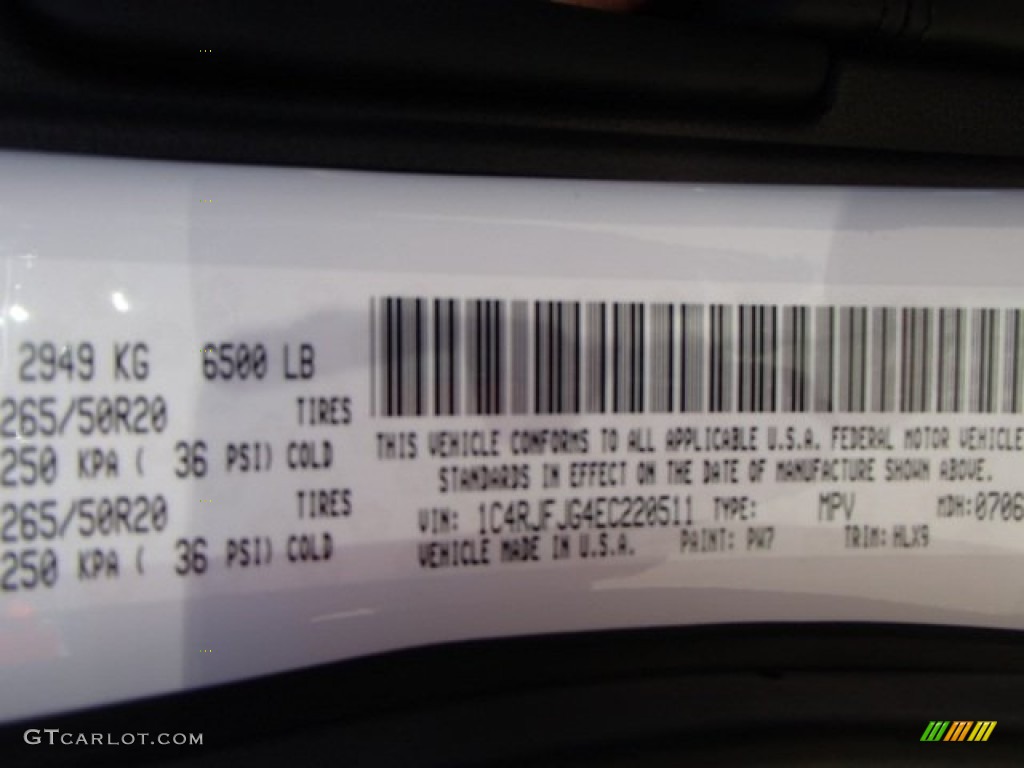 2949 KG 6500 LB
265/50R20 TIRES
250 KPA ( 36 PSI) COLD
265/50R20 TIRES
250 KPA ( 36 PSI) COLD
THIS VEHICLE CONFORMS TO ALL APPLICABLE U.S.A. FEDERAL MOTOR VEHICLE
STANDARDS IN EFFECT ON THE DATE OF MANUFACTURE SHOWN ABOVE.
VIN: 1C4RJFJG4EC220511 TYPE: MPV MDH:0706
VEHICLE MADE IN U.S.A. PAINT: PW7 TRIM: HLX9
GTCARLOT.COM